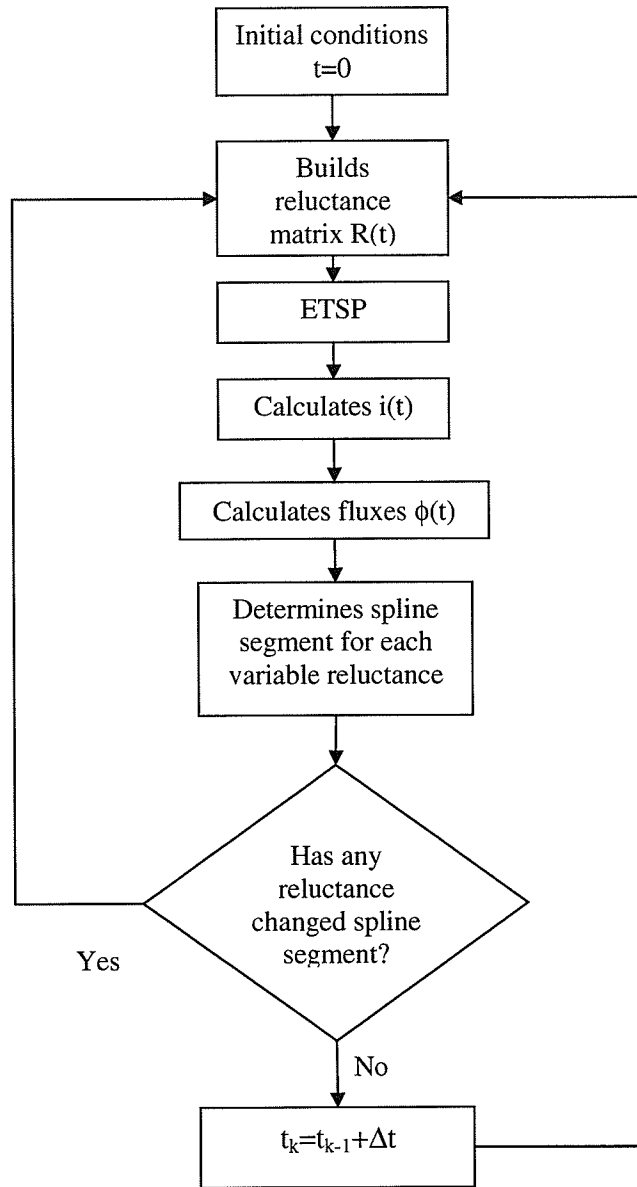 Initial conditions
t=0
Builds
reluctance
matrix R(t)
ETSP
Calculates i(t)
Calculates fluxes ϕ(t)
Determines spline
segment for each
variable reluctance
Has any
reluctance
changed spline
segment?
Yes
No
tₖ=tₖ₋₁+Δt